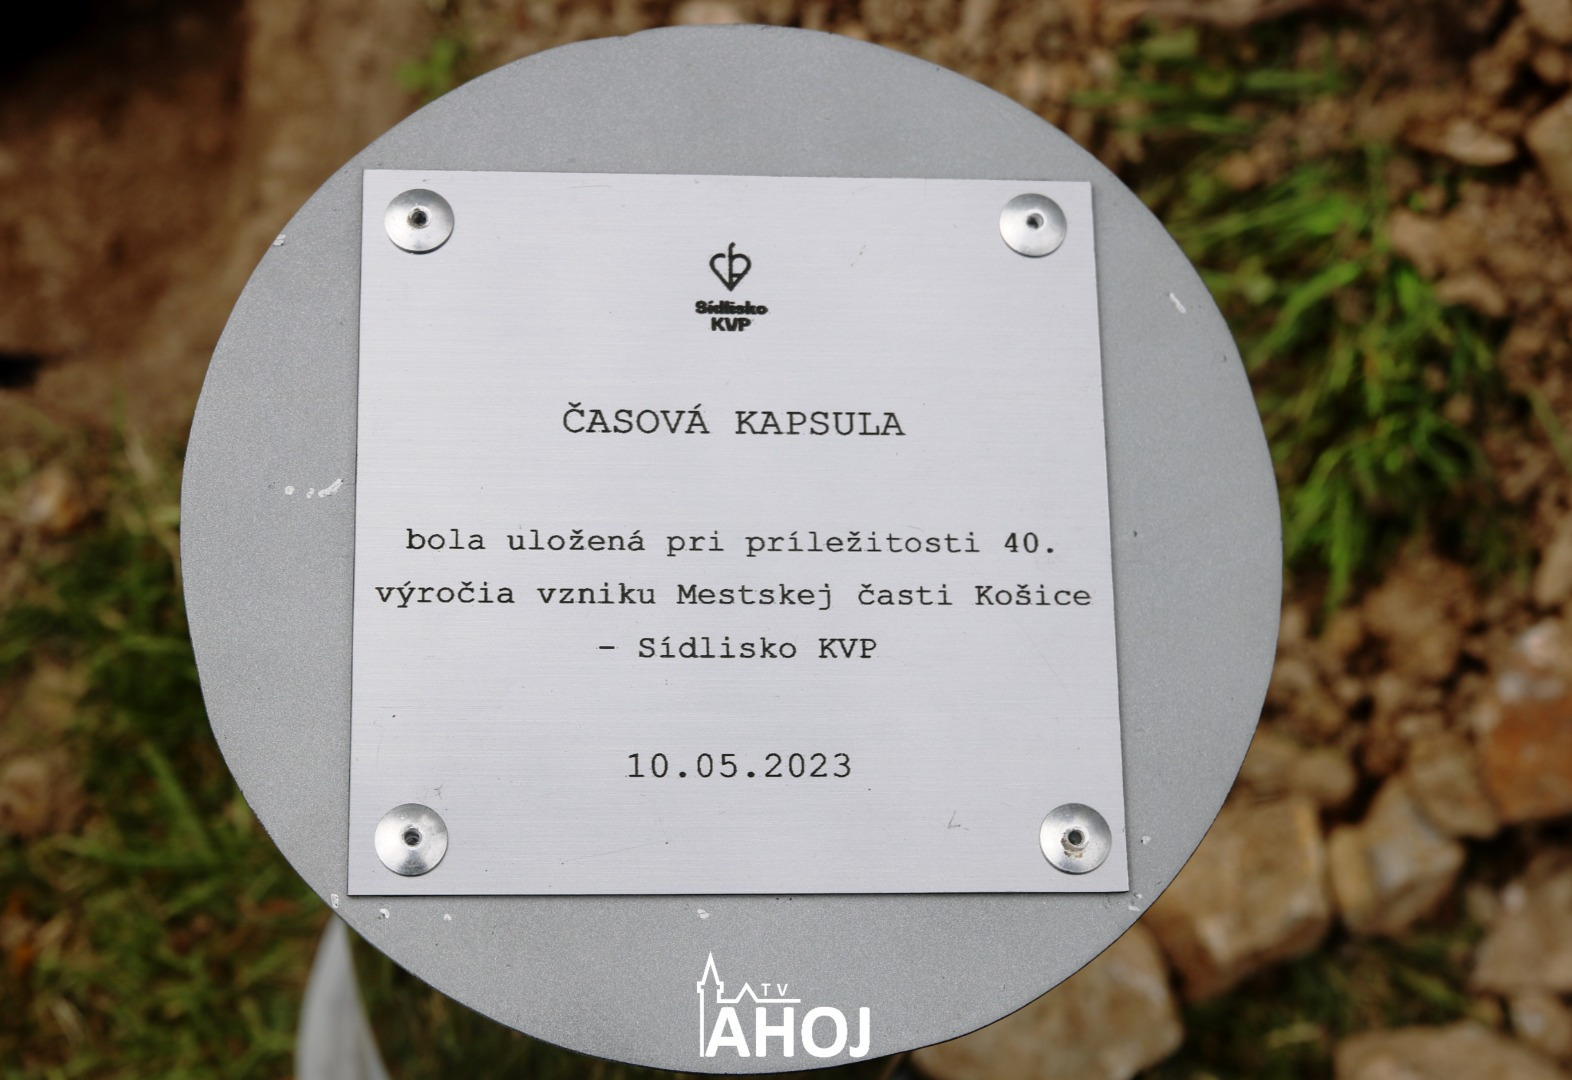 Sídlisko
KVP
ČASOVÁ KAPSULA
bola uložená pri príležitosti 40.
výročia vzniku Mestskej časti Košice
– Sídlisko KVP
10.05.2023
TV
AHOJ